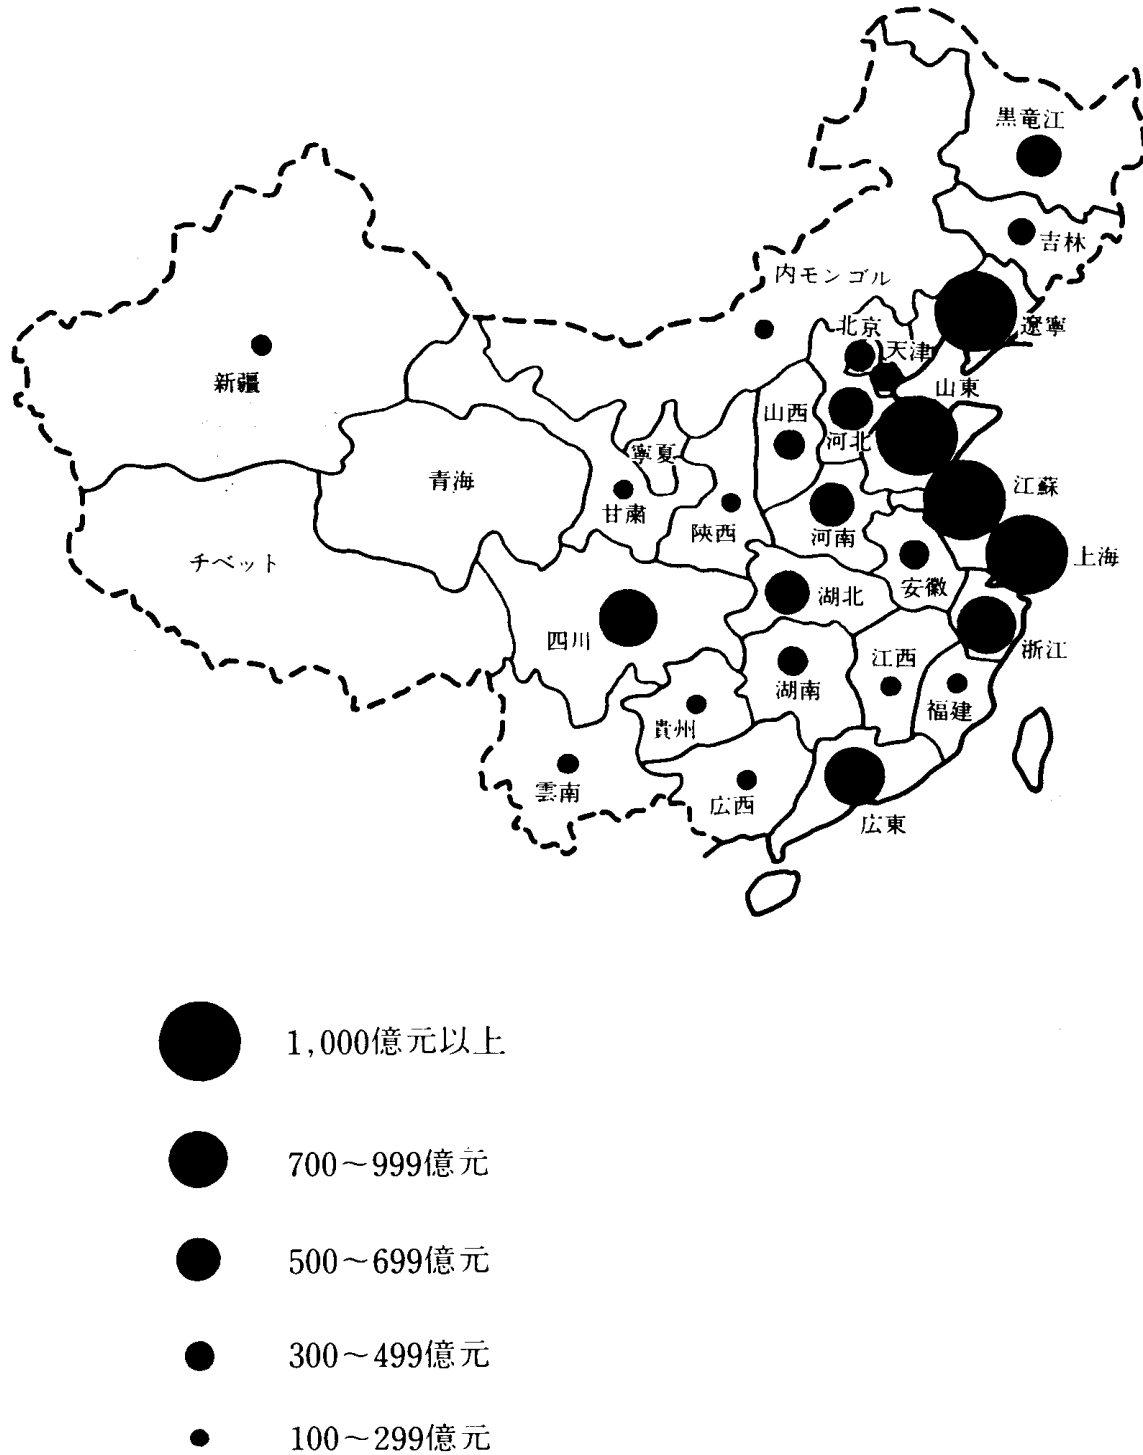 黒竜江
吉林
内モンゴル
遼寧
北京
天津
新疆
山東
山西
河北
寧夏
青海
甘粛
江蘇
陝西
河南
上海
チベット
安徽
湖北
四川
浙江
江西
湖南
福建
貴州
雲南
広西
広東
1,000億元以上
700～999億元
500～699億元
300～499億元
100～299億元